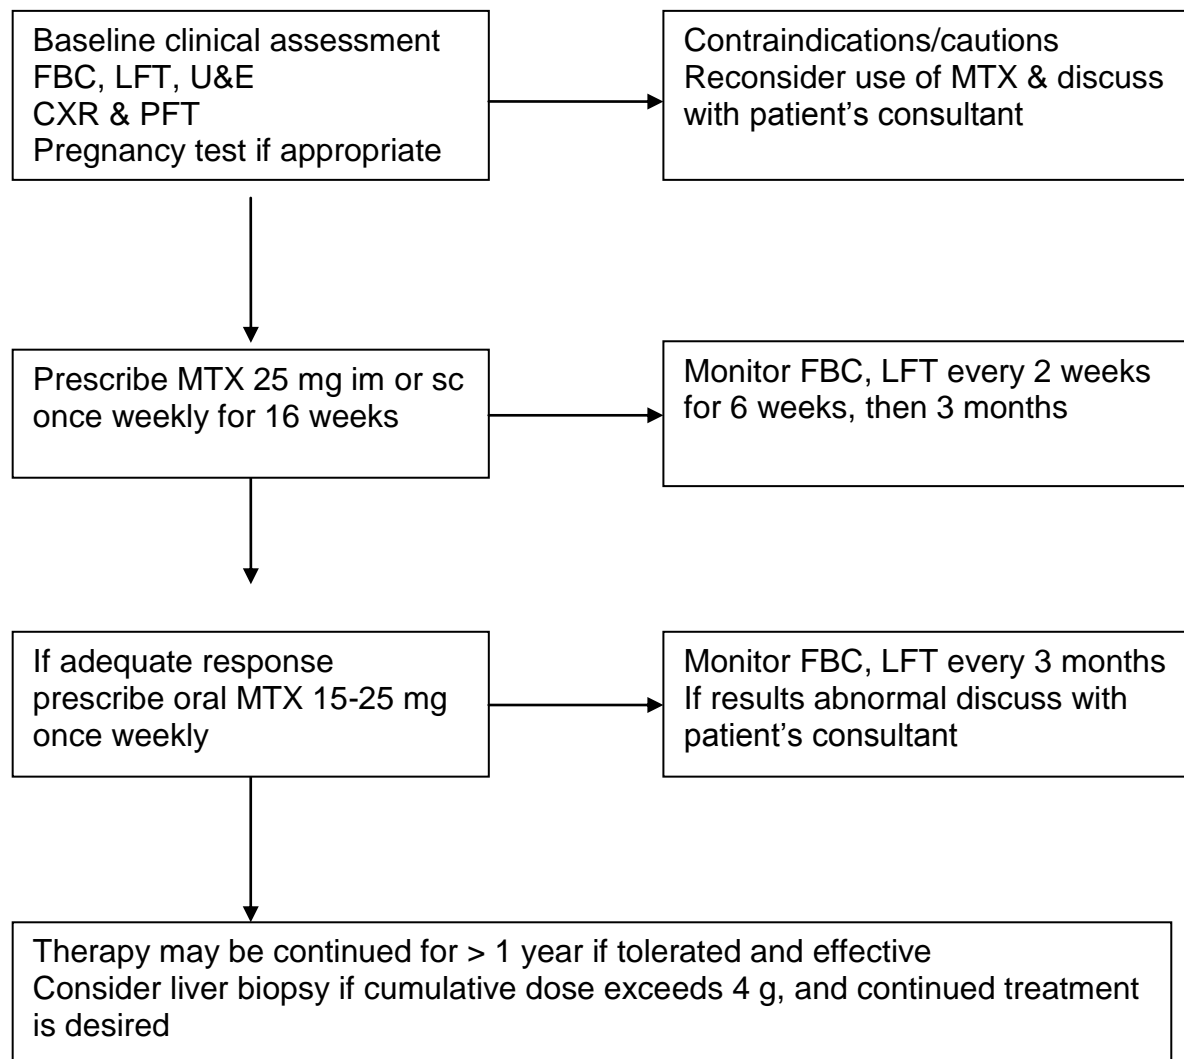 Baseline clinical assessment
FBC, LFT, U&E
CXR & PFT
Pregnancy test if appropriate
Contraindications/cautions
Reconsider use of MTX & discuss
with patient’s consultant
Prescribe MTX 25 mg im or sc
once weekly for 16 weeks
Monitor FBC, LFT every 2 weeks
for 6 weeks, then 3 months
If adequate response
prescribe oral MTX 15-25 mg
once weekly
Monitor FBC, LFT every 3 months
If results abnormal discuss with
patient’s consultant
Therapy may be continued for > 1 year if tolerated and effective
Consider liver biopsy if cumulative dose exceeds 4 g, and continued treatment
is desired